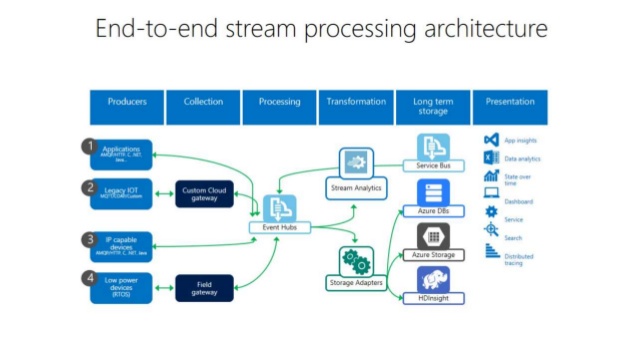 End-to-end stream processing architecture
Producers
Collection
Processing
Transformation
Long term
storage
Presentation
1
Applications
AMQP/HTTP: C, .NET,
Java...
2
Legacy IOT
Custom Cloud
gateway
3
IP capable
devices
AMQP/HTTP: C, .NET, Java
4
Low power
devices
(RTOS)
Field
gateway
Event Hubs
Stream Analytics
Storage Adapters
Service Bus
Azure DBs
Azure Storage
HDInsight
App insights
Data analytics
State over
time
Dashboard
Service
Search
Distributed
tracing